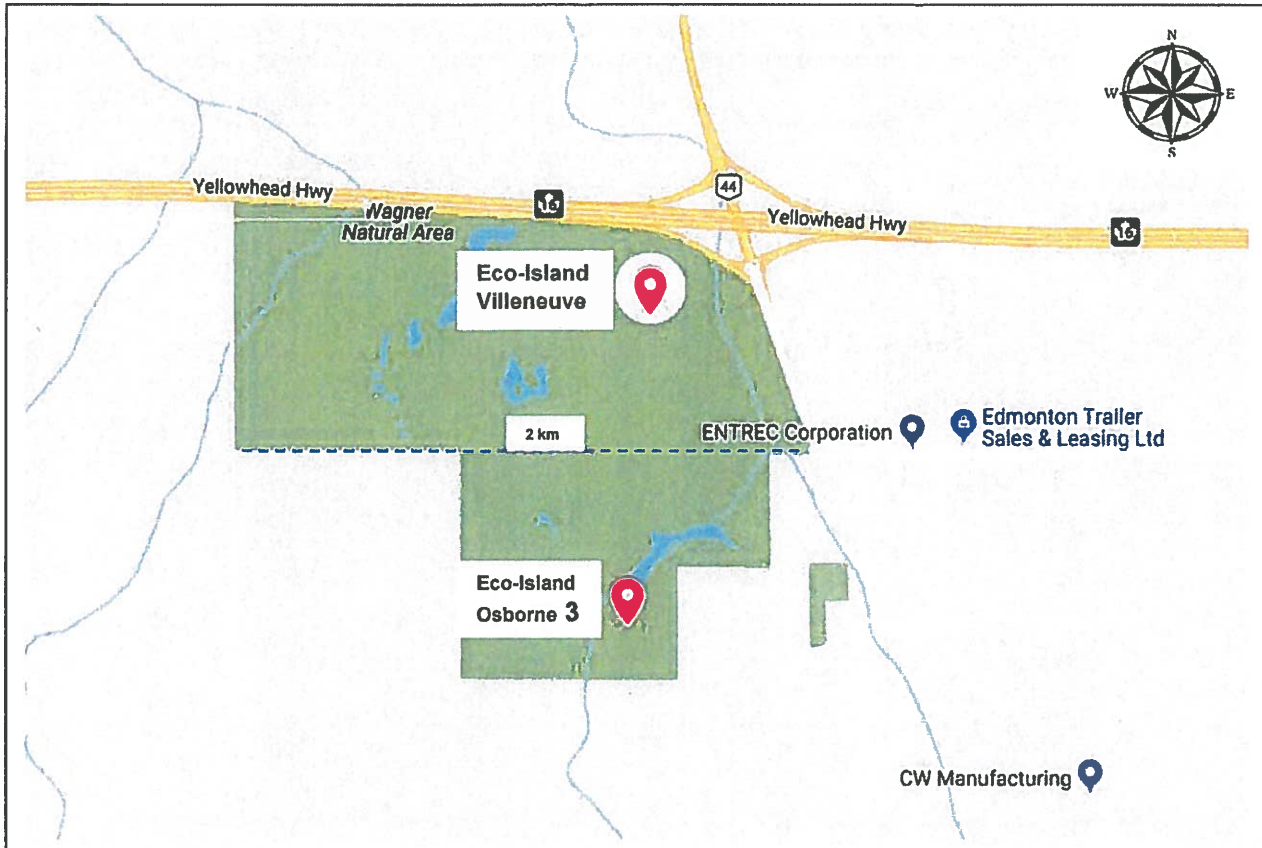 N
W E
S
44
Yellowhead Hwy
16
Yellowhead Hwy
16
Wagner
Natural Area
Eco-Island
Villeneuve
2 km
ENTREC Corporation
Edmonton Trailer
Sales & Leasing Ltd
Eco-Island
Osborne 3
CW Manufacturing